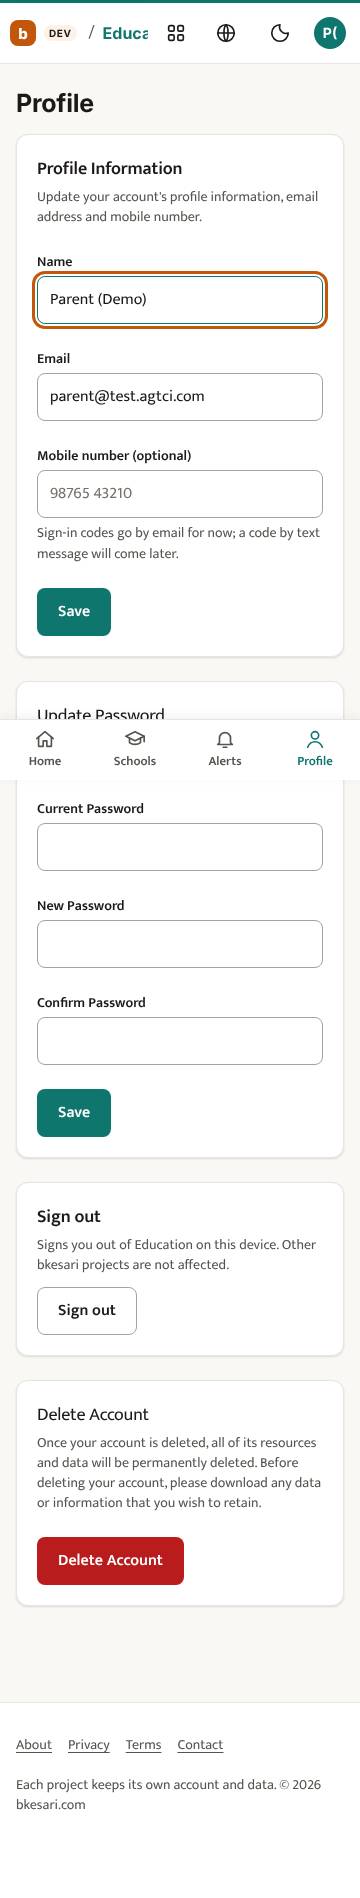 b DEV / Educa P(
Profile
Profile Information
Update your account's profile information, email
address and mobile number.
Name
Parent (Demo)
Email
parent@test.agtci.com
Mobile number (optional)
98765 43210
Sign-in codes go by email for now; a code by text
message will come later.
Save
Update Password
Home Schools Alerts Profile
Current Password
New Password
Confirm Password
Save
Sign out
Signs you out of Education on this device. Other
bkesari projects are not affected.
Sign out
Delete Account
Once your account is deleted, all of its resources
and data will be permanently deleted. Before
deleting your account, please download any data
or information that you wish to retain.
Delete Account
About Privacy Terms Contact
Each project keeps its own account and data. © 2026
bkesari.com